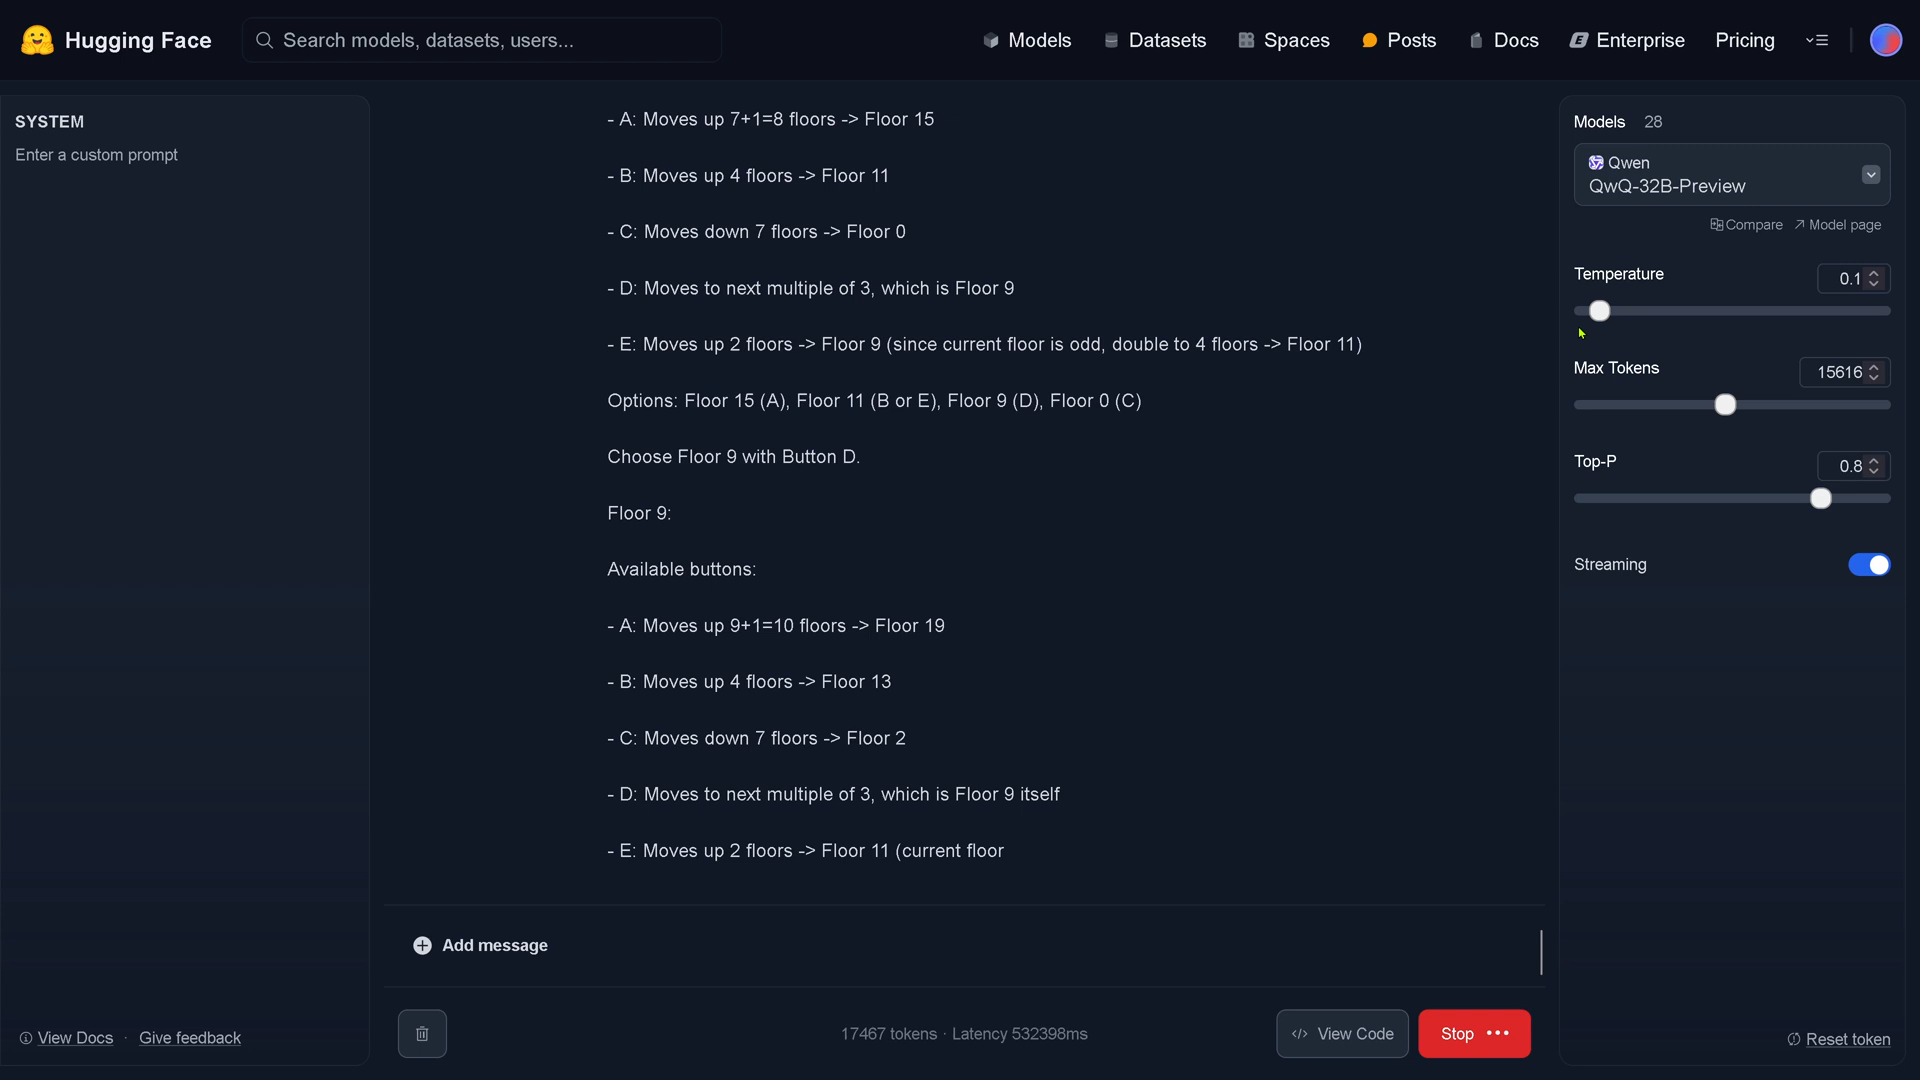 Hugging Face
Search models, datasets, users...
Models
Datasets
Spaces
Posts
Docs
Enterprise
Pricing
SYSTEM
Enter a custom prompt
- A: Moves up 7+1=8 floors -> Floor 15
- B: Moves up 4 floors -> Floor 11
- C: Moves down 7 floors -> Floor 0
- D: Moves to next multiple of 3, which is Floor 9
- E: Moves up 2 floors -> Floor 9 (since current floor is odd, double to 4 floors -> Floor 11)
Options: Floor 15 (A), Floor 11 (B or E), Floor 9 (D), Floor 0 (C)
Choose Floor 9 with Button D.
Floor 9:
Available buttons:
- A: Moves up 9+1=10 floors -> Floor 19
- B: Moves up 4 floors -> Floor 13
- C: Moves down 7 floors -> Floor 2
- D: Moves to next multiple of 3, which is Floor 9 itself
- E: Moves up 2 floors -> Floor 11 (current floor
Add message
17467 tokens · Latency 532398ms
View Code
Stop
View Docs · Give feedback
Models 28
Qwen
QwQ-32B-Preview
Compare
Model page
Temperature 0.1
Max Tokens 15616
Top-P 0.8
Streaming
Reset token